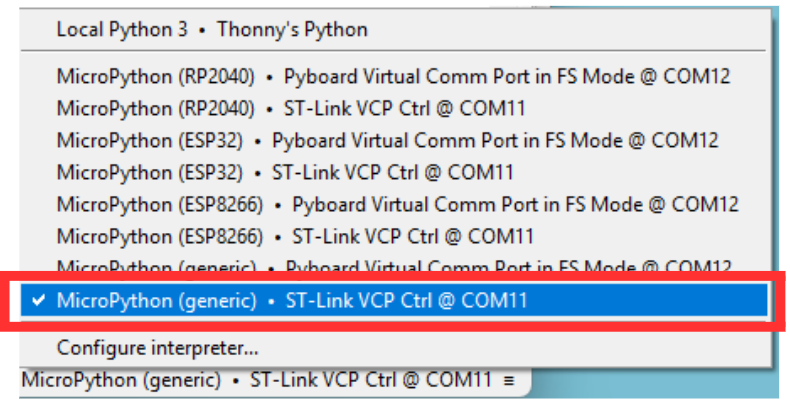 Local Python 3 • Thonny's Python
MicroPython (RP2040) • Pyboard Virtual Comm Port in FS Mode @ COM12
MicroPython (RP2040) • ST-Link VCP Ctrl @ COM11
MicroPython (ESP32) • Pyboard Virtual Comm Port in FS Mode @ COM12
MicroPython (ESP32) • ST-Link VCP Ctrl @ COM11
MicroPython (ESP8266) • Pyboard Virtual Comm Port in FS Mode @ COM12
MicroPython (ESP8266) • ST-Link VCP Ctrl @ COM11
MicroPython (generic) • Pyboard Virtual Comm Port in FS Mode @ COM12
✓ MicroPython (generic) • ST-Link VCP Ctrl @ COM11
Configure interpreter...
MicroPython (generic) • ST-Link VCP Ctrl @ COM11 ≡